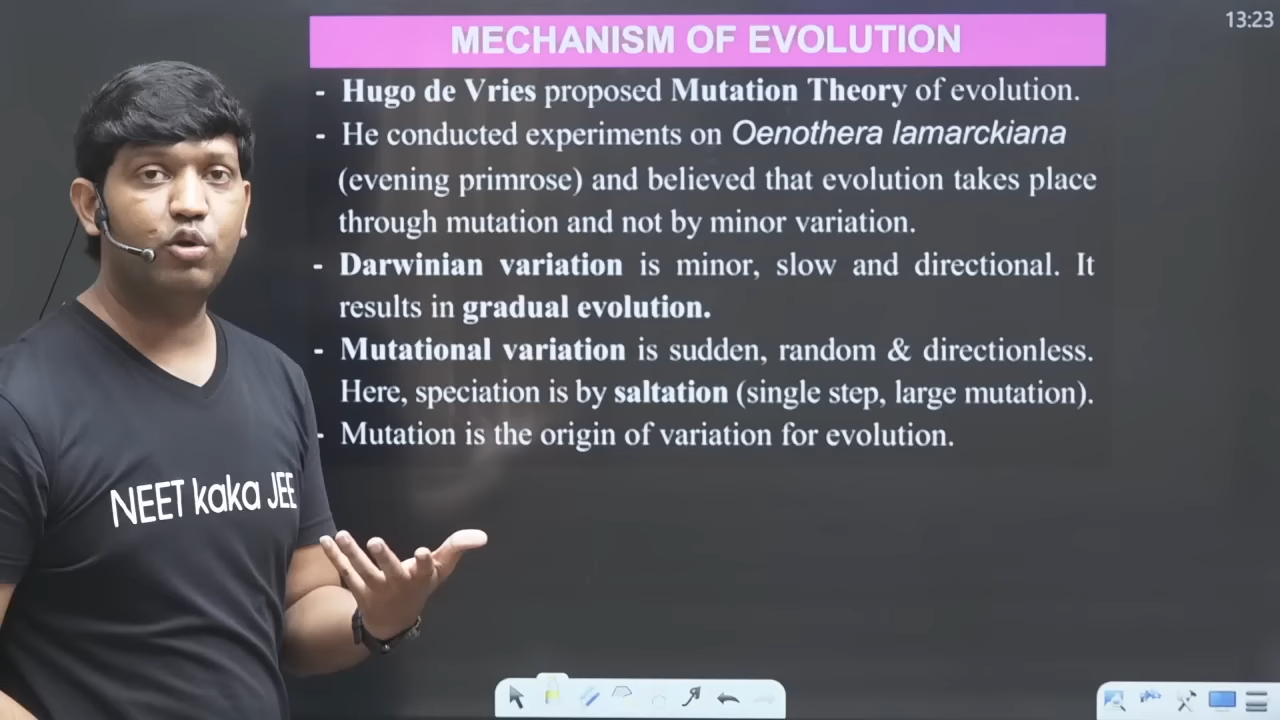 13:23
MECHANISM OF EVOLUTION
- Hugo de Vries proposed Mutation Theory of evolution.
- He conducted experiments on Oenothera lamarckiana
(evening primrose) and believed that evolution takes place
through mutation and not by minor variation.
- Darwinian variation is minor, slow and directional. It
results in gradual evolution.
- Mutational variation is sudden, random & directionless.
Here, speciation is by saltation (single step, large mutation).
- Mutation is the origin of variation for evolution.
NEET kaka JEE